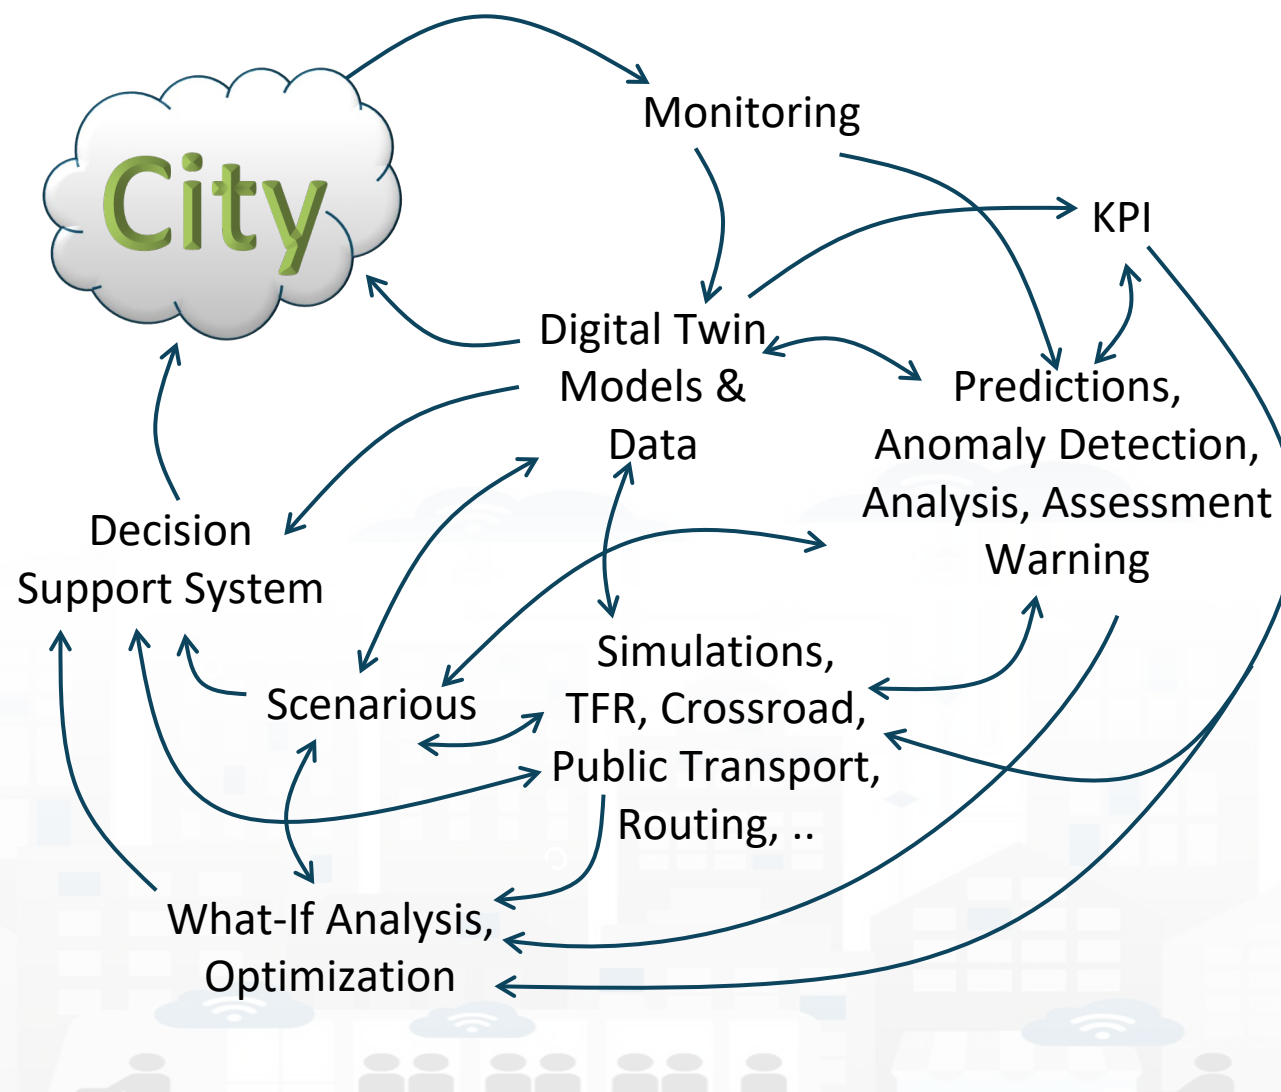 City
Monitoring
KPI
Digital Twin
Models &
Data
Predictions,
Anomaly Detection,
Analysis, Assessment
Warning
Decision
Support System
Scenarious
Simulations,
TFR, Crossroad,
Public Transport,
Routing, ..
What-If Analysis,
Optimization